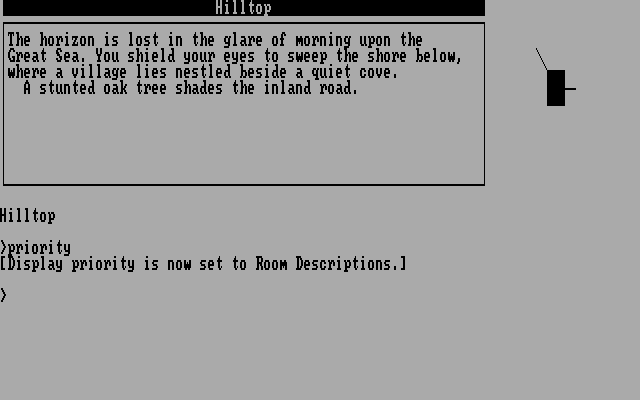 Hilltop
The horizon is lost in the glare of morning upon the
Great Sea. You shield your eyes to sweep the shore below,
where a village lies nestled beside a quiet cove.
A stunted oak tree shades the inland road.
Hilltop
>priority
[Display priority is now set to Room Descriptions.]
>